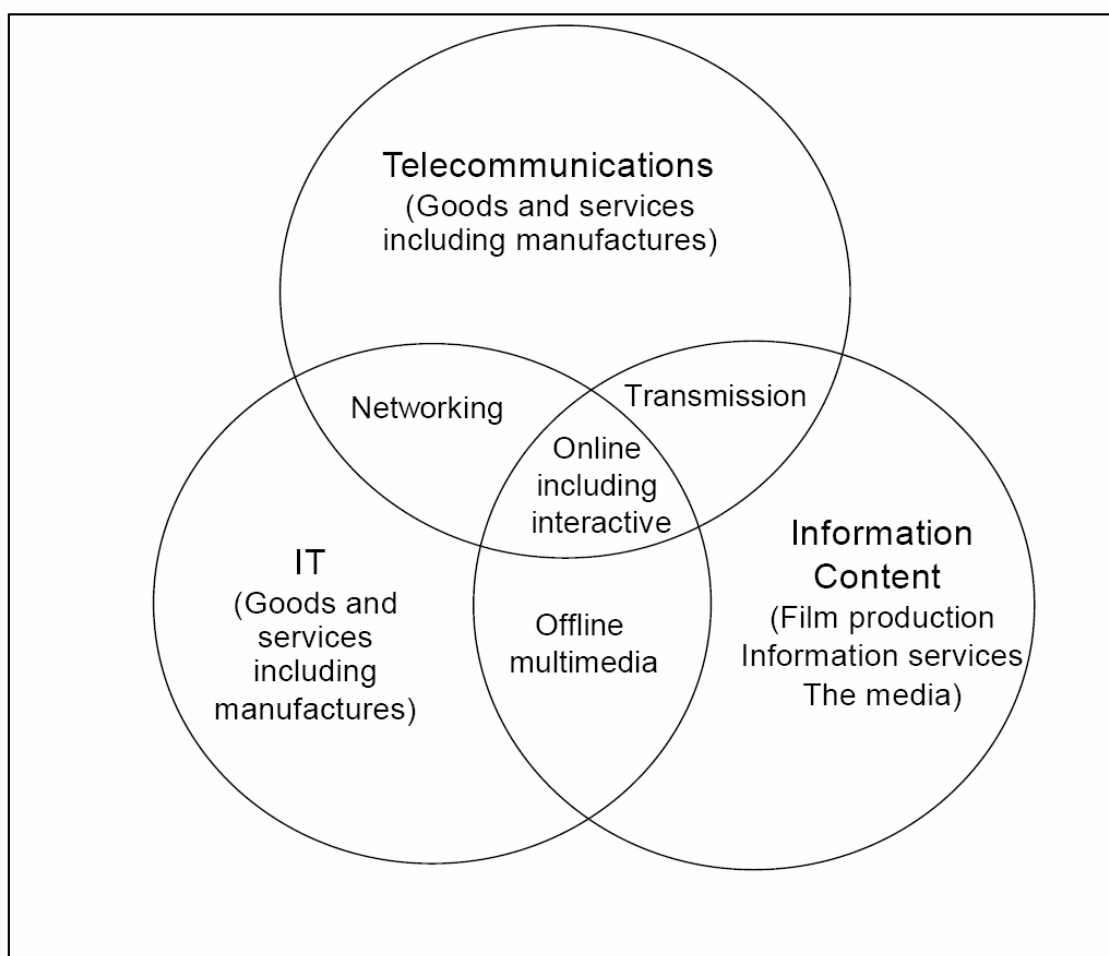 Telecommunications
(Goods and services
including manufactures)
Networking
Transmission
Online
including
interactive
IT
(Goods and
services
including
manufactures)
Offline
multimedia
Information
Content
(Film production
Information services
The media)